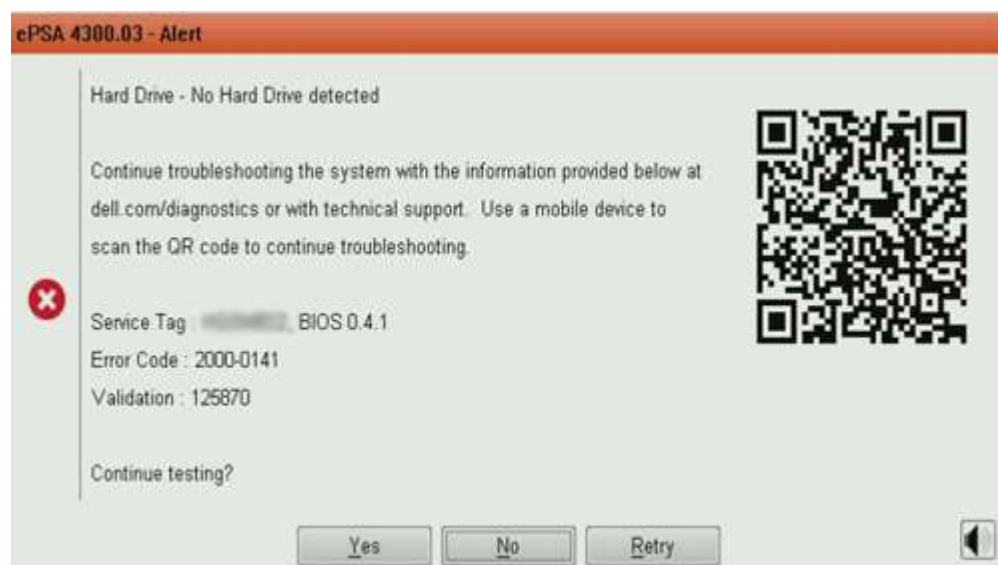 ePSA 4300.03 - Alert
Hard Drive - No Hard Drive detected
Continue troubleshooting the system with the information provided below at
dell.com/diagnostics or with technical support. Use a mobile device to
scan the QR code to continue troubleshooting.
Service Tag : , BIOS 0.4.1
Error Code : 2000-0141
Validation : 125870
Continue testing?
Yes No Retry